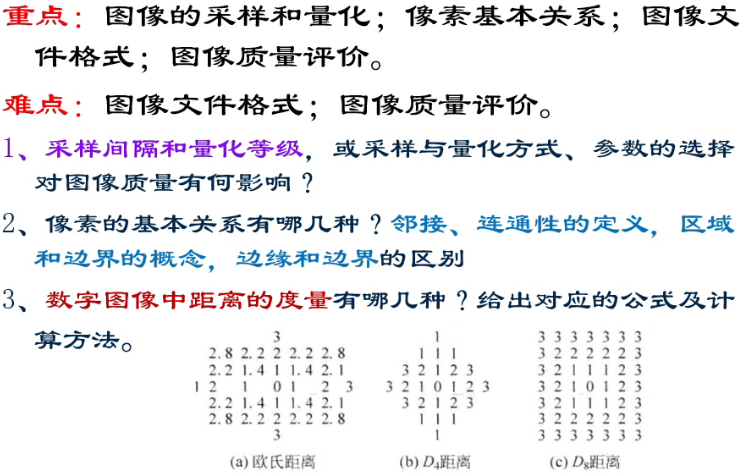 重点：图像的采样和量化；像素基本关系；图像文
件格式；图像质量评价。
难点：图像文件格式；图像质量评价。
1、采样间隔和量化等级，或采样与量化方式、参数的选择
对图像质量有何影响？
2、像素的基本关系有哪几种？邻接、连通性的定义，区域
和边界的概念，边缘和边界的区别
3、数字图像中距离的度量有哪几种？给出对应的公式及计
算方法。
3
2.8 2.2 2 2.2 2.8
2.2 1.4 1 1.4 2.1
1 2 1 0 1 2 3
2.2 1.4 1 1.4 2.1
2.8 2.2 2 2.2 2.8
3
(a) 欧氏距离
1
1 1 1
3 2 1 2 3
3 2 1 0 1 2 3
3 2 1 2 3
1 1 1
1
(b) D4距离
3 3 3 3 3 3 3
3 2 2 2 2 2 3
3 2 1 1 1 2 3
3 2 1 0 1 2 3
3 2 1 1 1 2 3
3 2 2 2 2 2 3
3 3 3 3 3 3 3
(c) D8距离